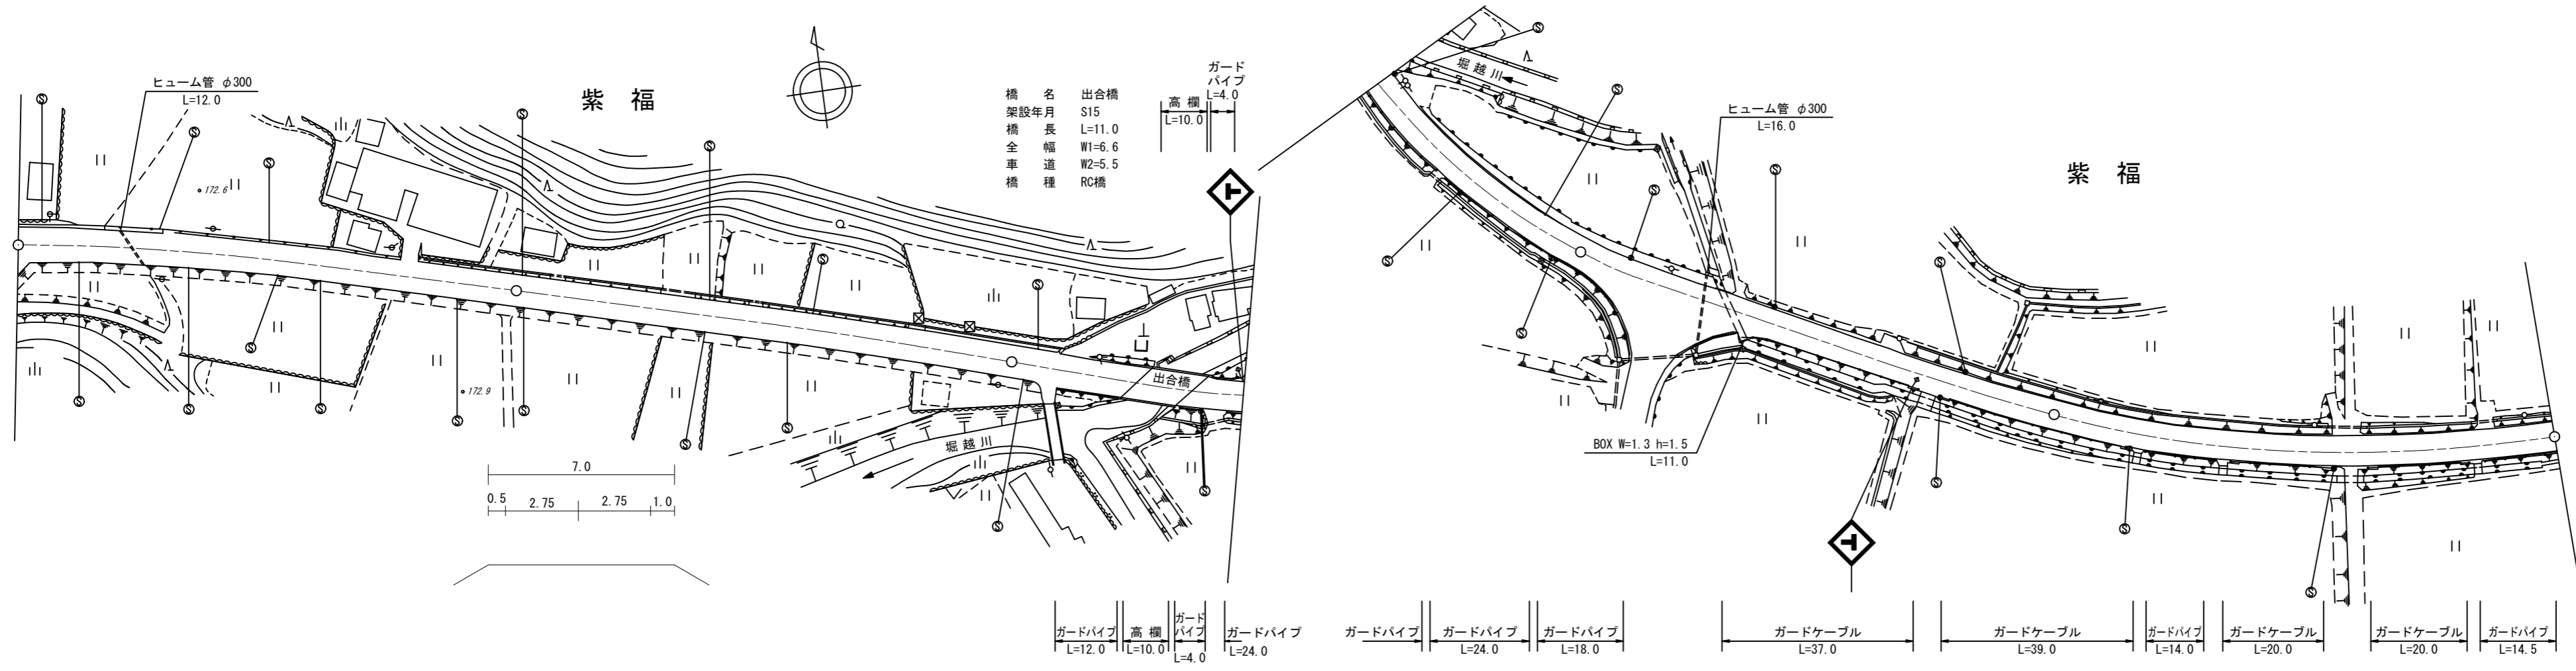 ヒューム管 φ300
L=12.0
紫 福
172.6
橋 名 出合橋
架設年月 S15
橋 長 L=11.0
全 幅 W1=6.6
車 道 W2=5.5
橋 種 RC橋
高 欄
L=10.0
ガード
パイプ
L=4.0
堀越川
ヒューム管 φ300
L=16.0
紫 福
172.9
出合橋
堀越川
BOX W=1.3 h=1.5
L=11.0
7.0
0.5 2.75 2.75 1.0
ガードパイプ
L=12.0
高 欄
L=10.0
ガード
パイプ
L=4.0
ガードパイプ
L=24.0
ガードパイプ
ガードパイプ
L=24.0
ガードパイプ
L=18.0
ガードケーブル
L=37.0
ガードケーブル
L=39.0
ガードパイプ
L=14.0
ガードケーブル
L=20.0
ガードケーブル
L=20.0
ガードパイプ
L=14.5